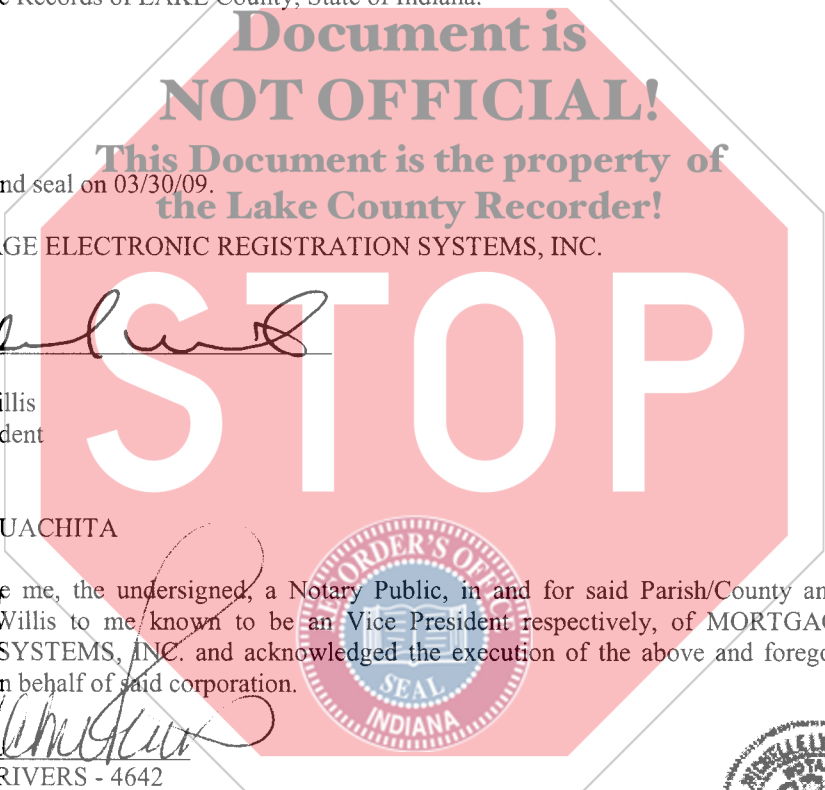 Records of LAKE County, State of Indiana.
Document is
NOT OFFICIAL!
This Document is the property of
the Lake County Recorder!
nd seal on 03/30/09.
GE ELECTRONIC REGISTRATION SYSTEMS, INC.
STOP
illis
dent
UACHITA
e me, the undersigned, a Notary Public, in and for said Parish/County an
Willis to me known to be an Vice President respectively, of MORTGAG
SYSTEMS, INC. and acknowledged the execution of the above and forego
n behalf of said corporation.
RECORDER'S OFFIC
SEAL
INDIANA
RIVERS - 4642
MICHELLE
NOTA